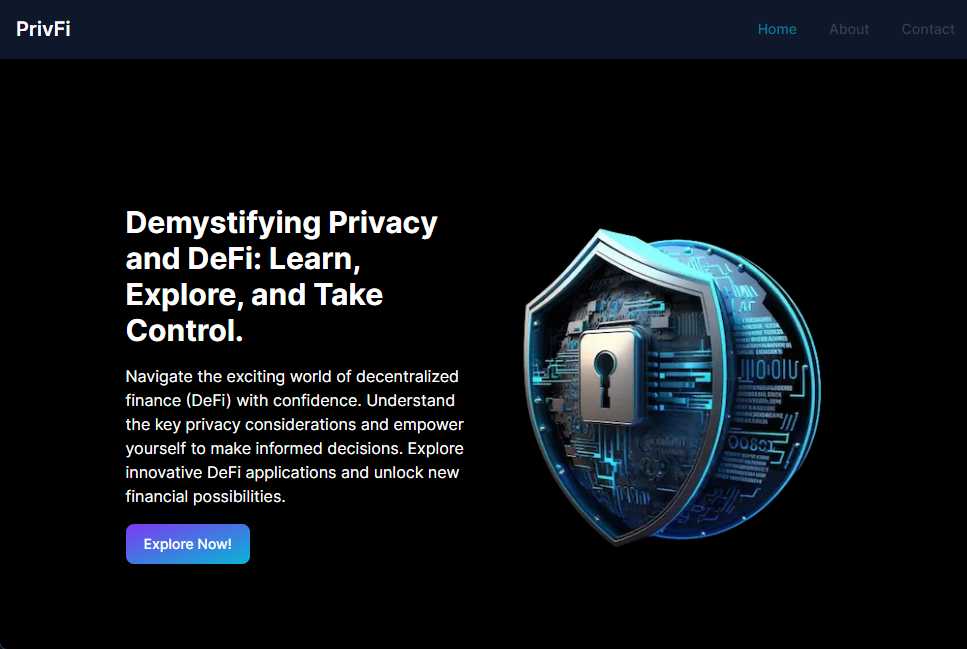 PrivFi
Home About Contact
Demystifying Privacy
and DeFi: Learn,
Explore, and Take
Control.
Navigate the exciting world of decentralized
finance (DeFi) with confidence. Understand
the key privacy considerations and empower
yourself to make informed decisions. Explore
innovative DeFi applications and unlock new
financial possibilities.
Explore Now!